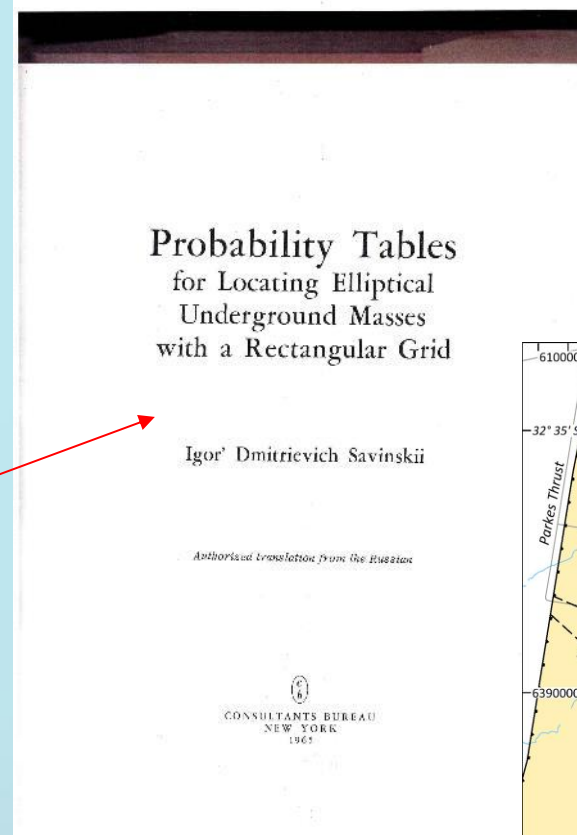 Probability Tables
for Locating Elliptical
Underground Masses
with a Rectangular Grid
Igor' Dmitrievich Savinskii
Authorized translation from the Russian
c
b
CONSULTANTS BUREAU
NEW YORK
1965
610000
32° 35' S
Parkes Thrust
6390000